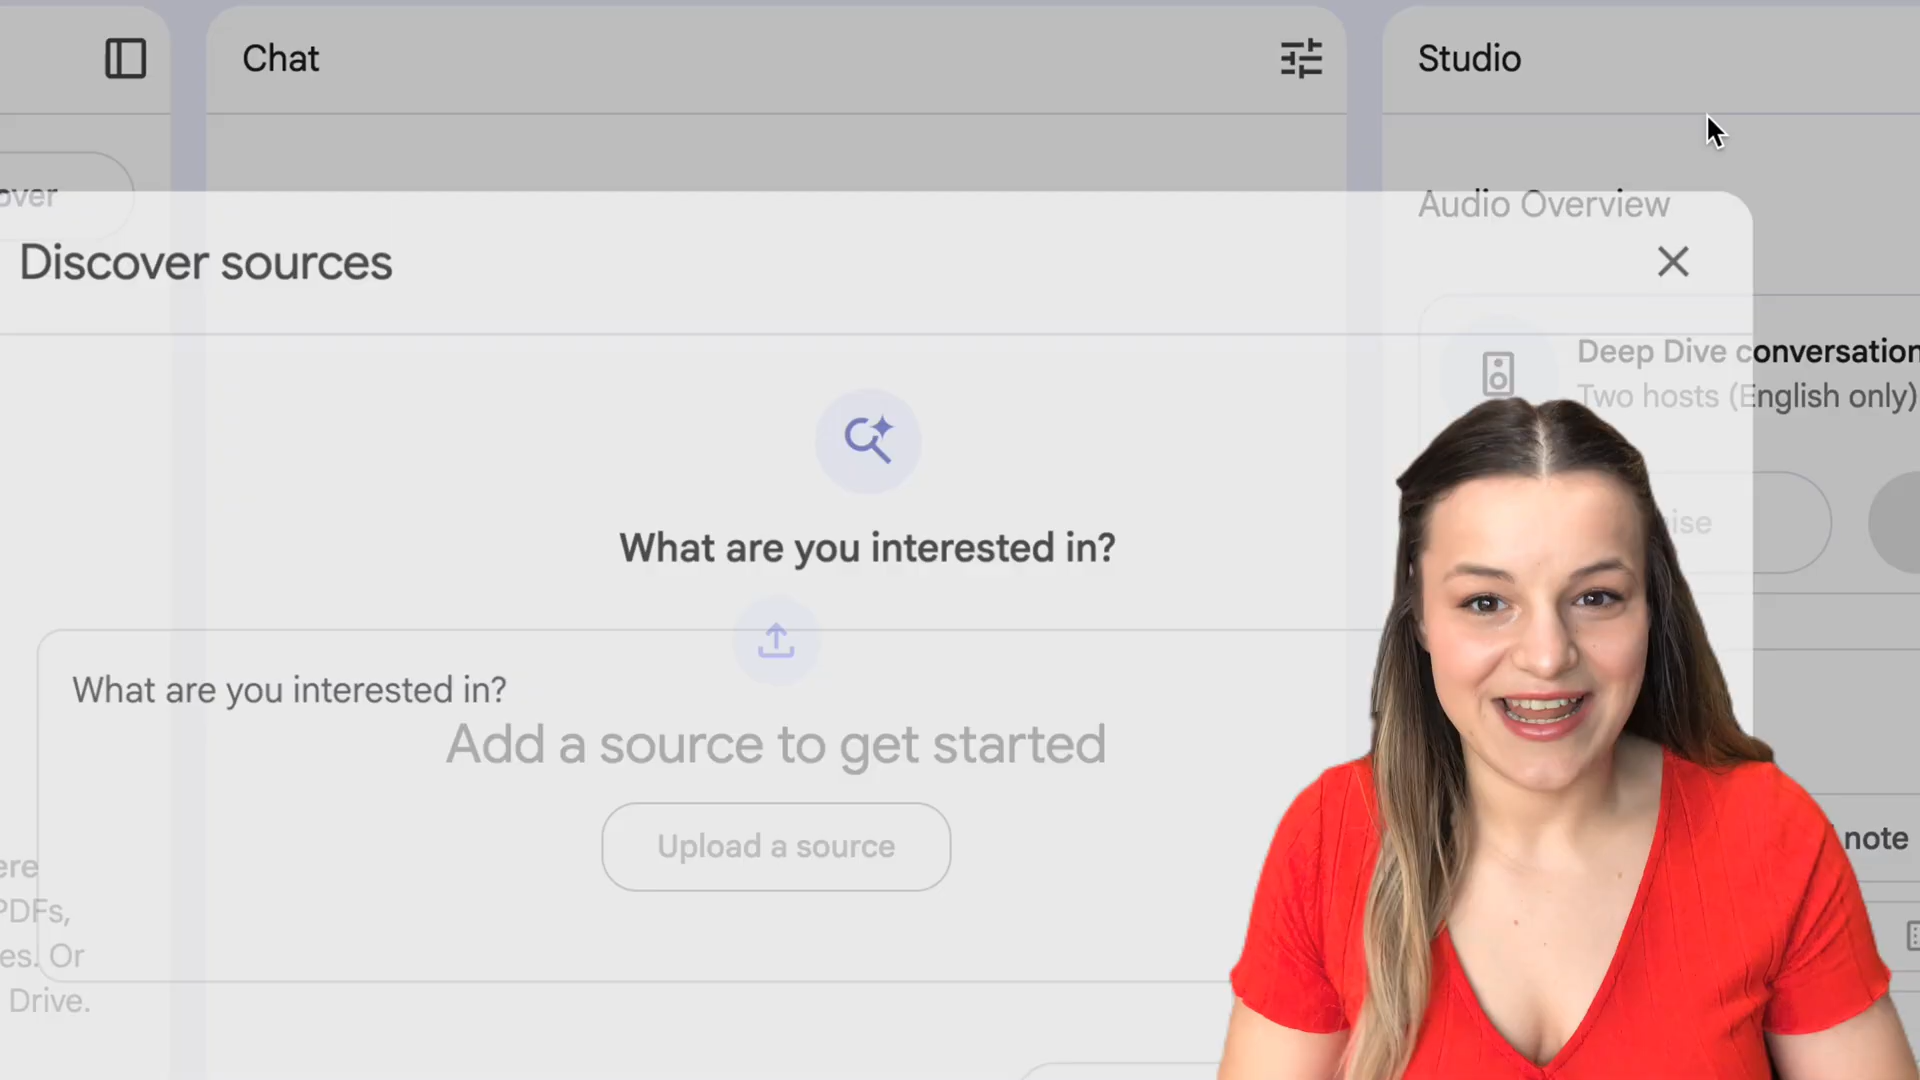 Chat
Studio
over
Audio Overview
Discover sources
Deep Dive conversation
Two hosts (English only)
What are you interested in?
ise
What are you interested in?
Add a source to get started
Upload a source
note
ere
PDFs,
es. Or
Drive.